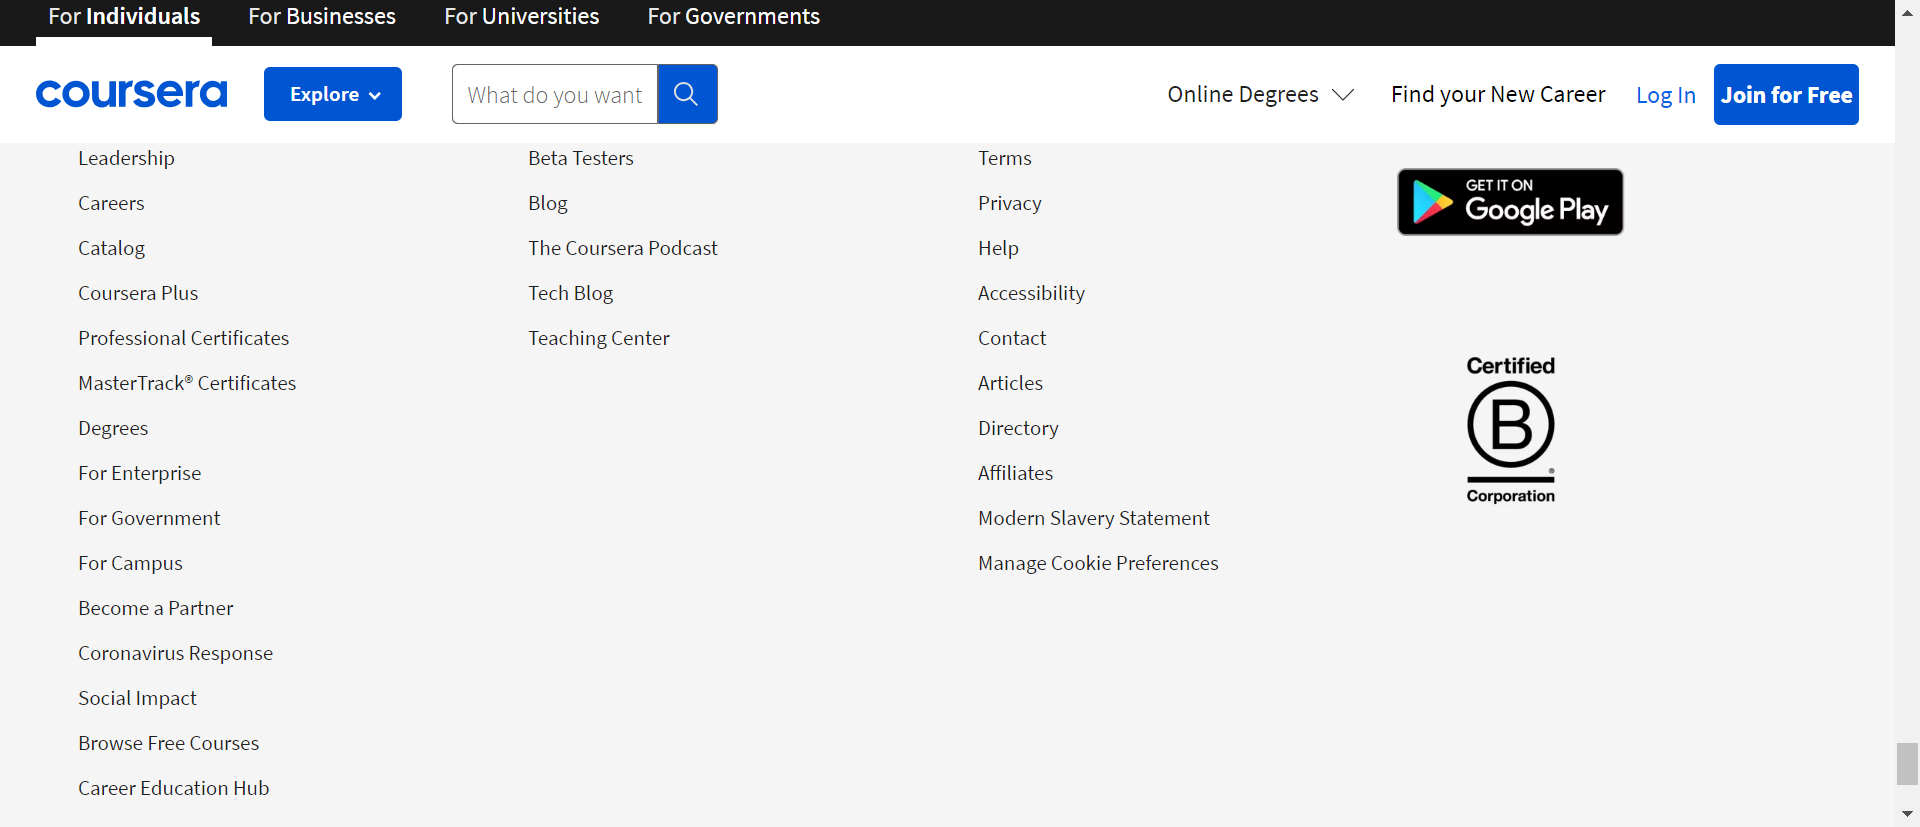 For Individuals
For Businesses
For Universities
For Governments
coursera
Explore
What do you want
Online Degrees
Find your New Career
Log In
Join for Free
Leadership
Careers
Catalog
Coursera Plus
Professional Certificates
MasterTrack® Certificates
Degrees
For Enterprise
For Government
For Campus
Become a Partner
Coronavirus Response
Social Impact
Browse Free Courses
Career Education Hub
Beta Testers
Blog
The Coursera Podcast
Tech Blog
Teaching Center
Terms
Privacy
Help
Accessibility
Contact
Articles
Directory
Affiliates
Modern Slavery Statement
Manage Cookie Preferences
GET IT ON
Google Play
Certified
B
®
Corporation